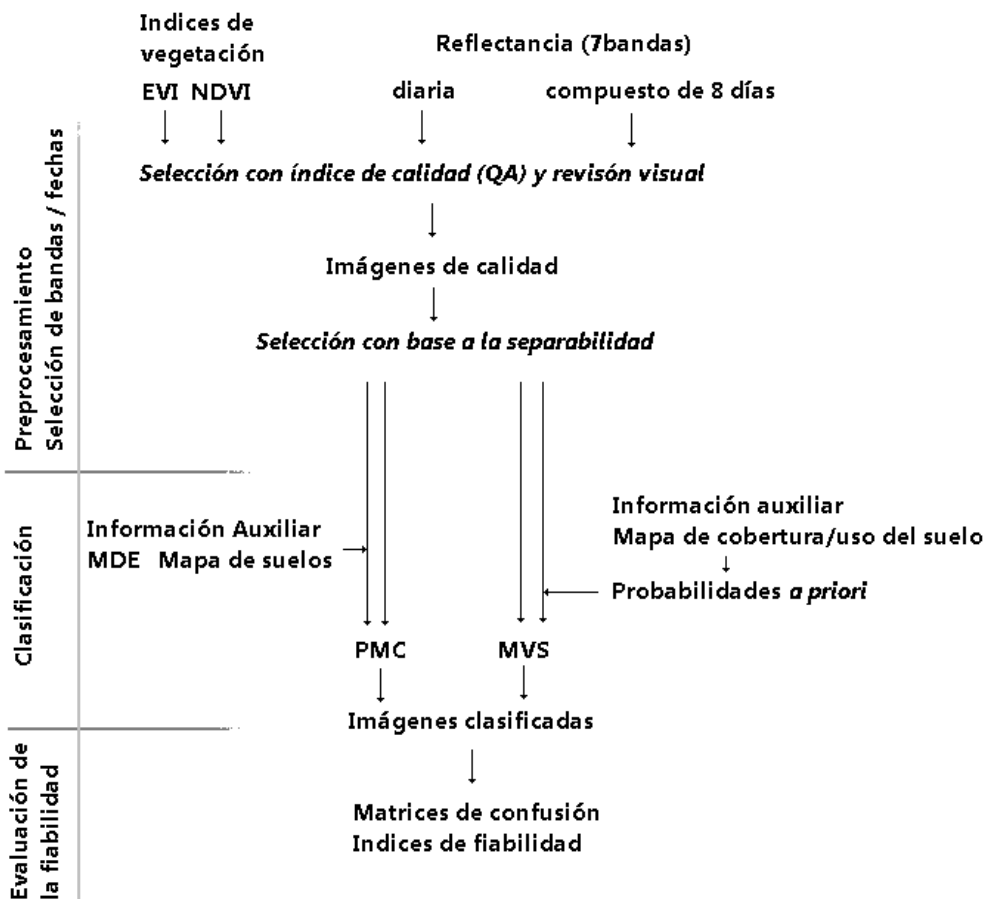 Indices de
vegetación
EVI NDVI
Reflectancia (7bandas)
diaria
compuesto de 8 días
Selección con índice de calidad (QA) y revisón visual
Imágenes de calidad
Selección con base a la separabilidad
Preprocesamiento
Selección de bandas / fechas
Información Auxiliar
MDE Mapa de suelos
Información auxiliar
Mapa de cobertura/uso del suelo
Probabilidades a priori
Clasificación
PMC
MVS
Imágenes clasificadas
Matrices de confusión
Indices de fiabilidad
Evaluación de
la fiabilidad